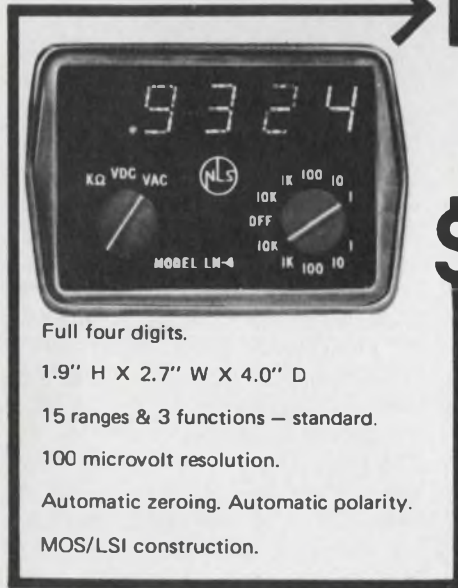 .9324
KΩ VDC VAC
NLS
1K 100 10
10K 1
OFF
10K 1
1K 100 10
MODEL LM-4
Full four digits.
1.9'' H X 2.7'' W X 4.0'' D
15 ranges & 3 functions — standard.
100 microvolt resolution.
Automatic zeroing. Automatic polarity.
MOS/LSI construction.